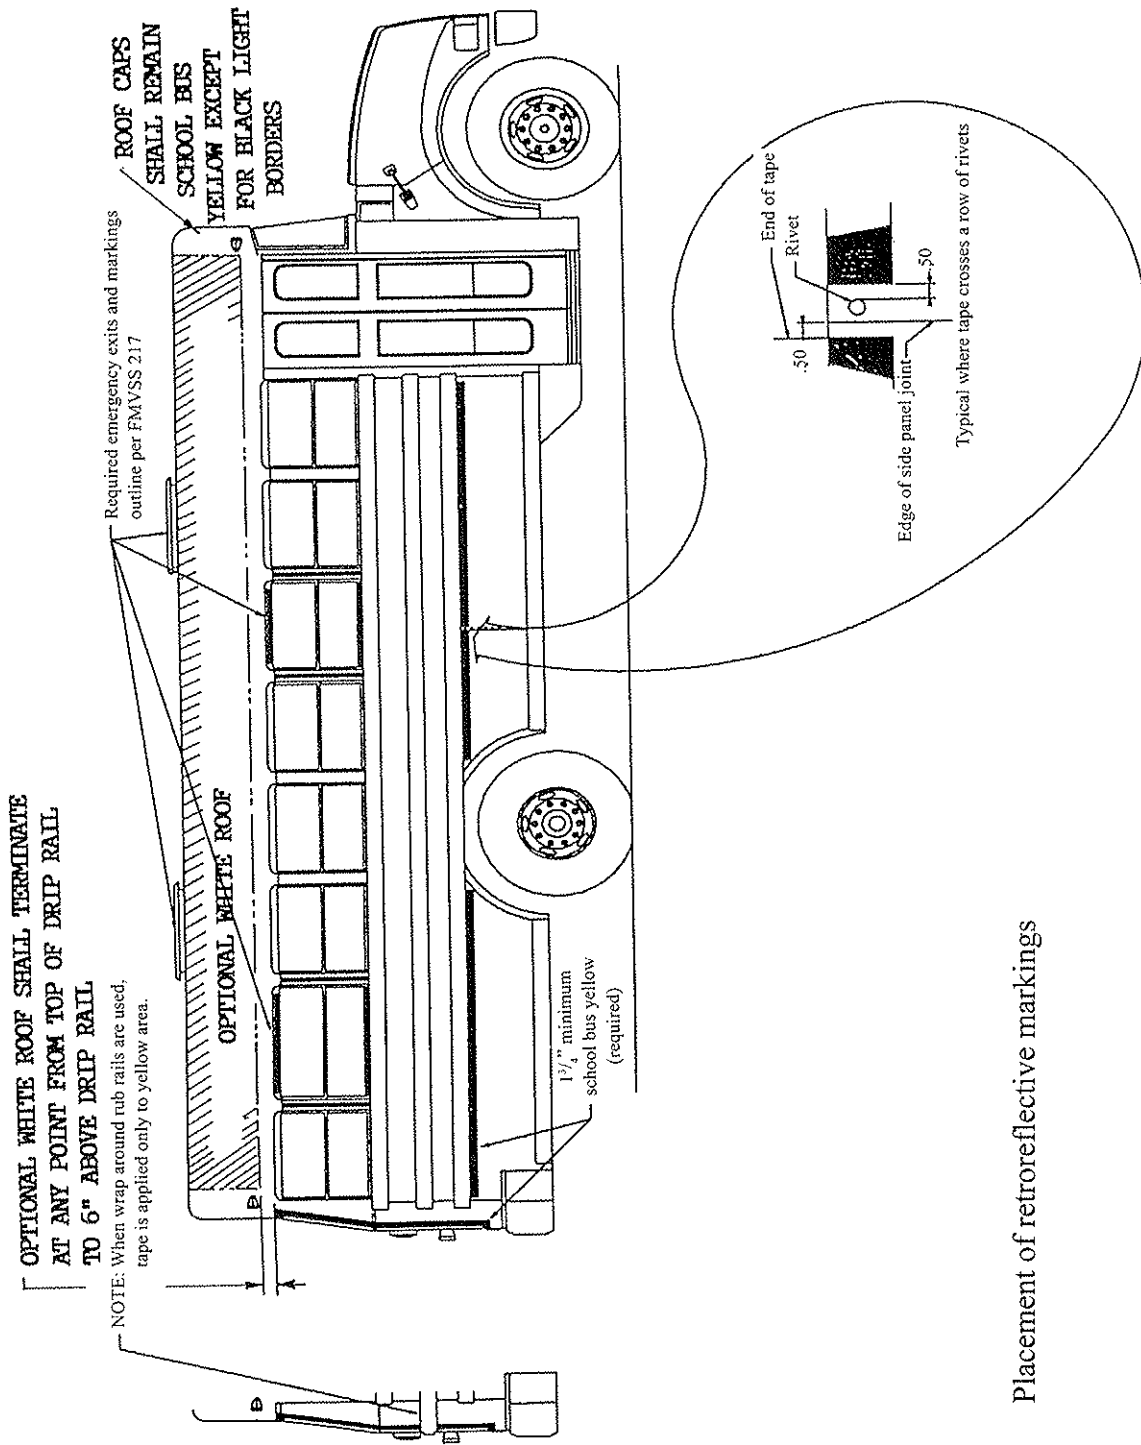 OPTIONAL WHITE ROOF SHALL TERMINATE
AT ANY POINT FROM TOP OF DRIP RAIL
TO 6" ABOVE DRIP RAIL
NOTE: When wrap around rub rails are used,
tape is applied only to yellow area.
ROOF CAPS
SHALL REMAIN
SCHOOL BUS
YELLOW EXCEPT
FOR BLACK LIGHT
BORDERS
Required emergency exits and markings
outline per FMVSS 217
OPTIONAL WHITE ROOF
1 3/4" minimum
school bus yellow
(required)
End of tape
Rivet
.50
.50
Edge of side panel joint
Typical where tape crosses a row of rivets
Placement of retroreflective markings